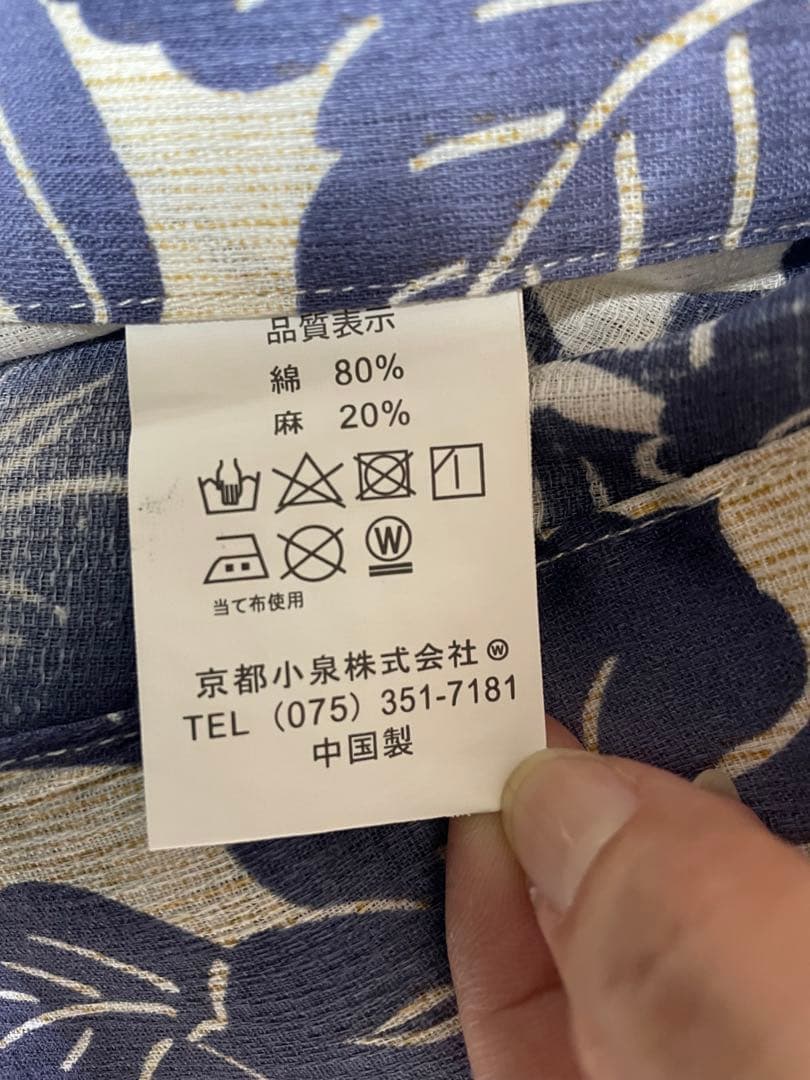 品質表示
綿 80%
麻 20%
W
当て布使用
京都小泉株式会社 Ⓦ
TEL (075) 351-7181
中国製